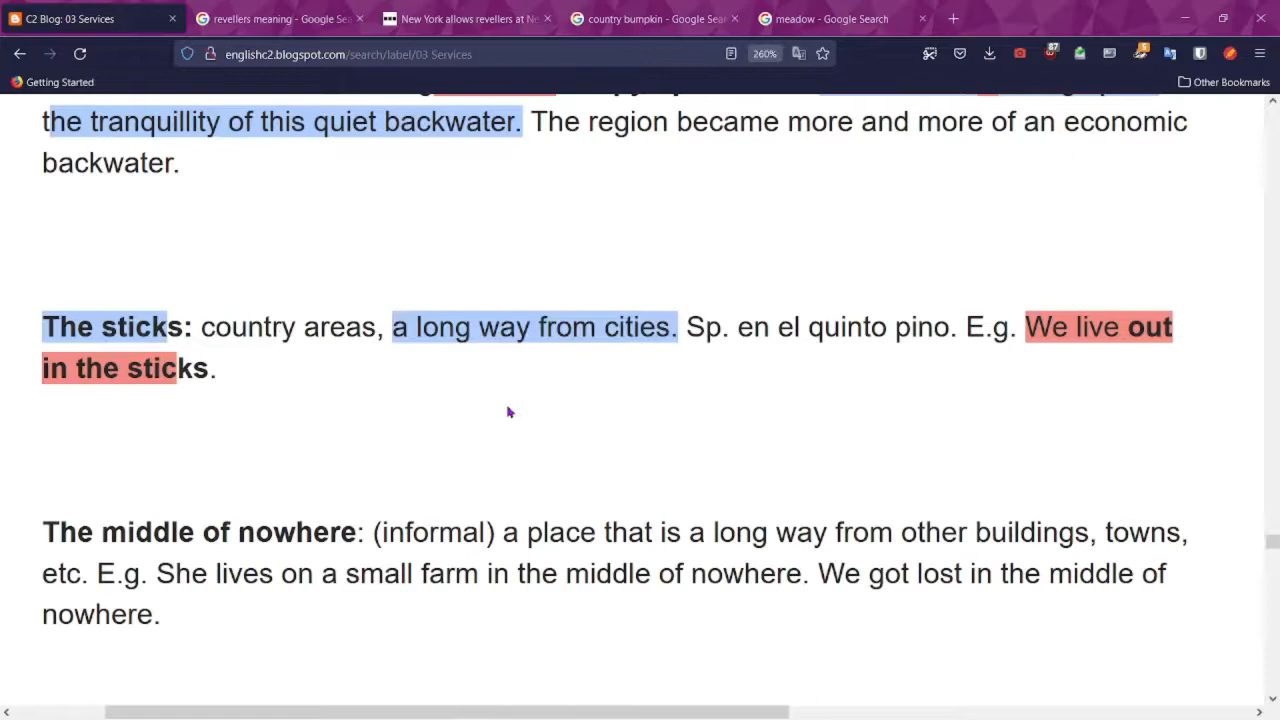 C2 Blog: 03 Services
revellers meaning - Google Sea
New York allows revellers at Ne
country bumpkin - Google Sear
meadow - Google Search
englishc2.blogspot.com/search/label/03 Services
260%
87
5
Getting Started
Other Bookmarks
the tranquillity of this quiet backwater. The region became more and more of an economic
backwater.
The sticks: country areas, a long way from cities. Sp. en el quinto pino. E.g. We live out
in the sticks.
The middle of nowhere: (informal) a place that is a long way from other buildings, towns,
etc. E.g. She lives on a small farm in the middle of nowhere. We got lost in the middle of
nowhere.